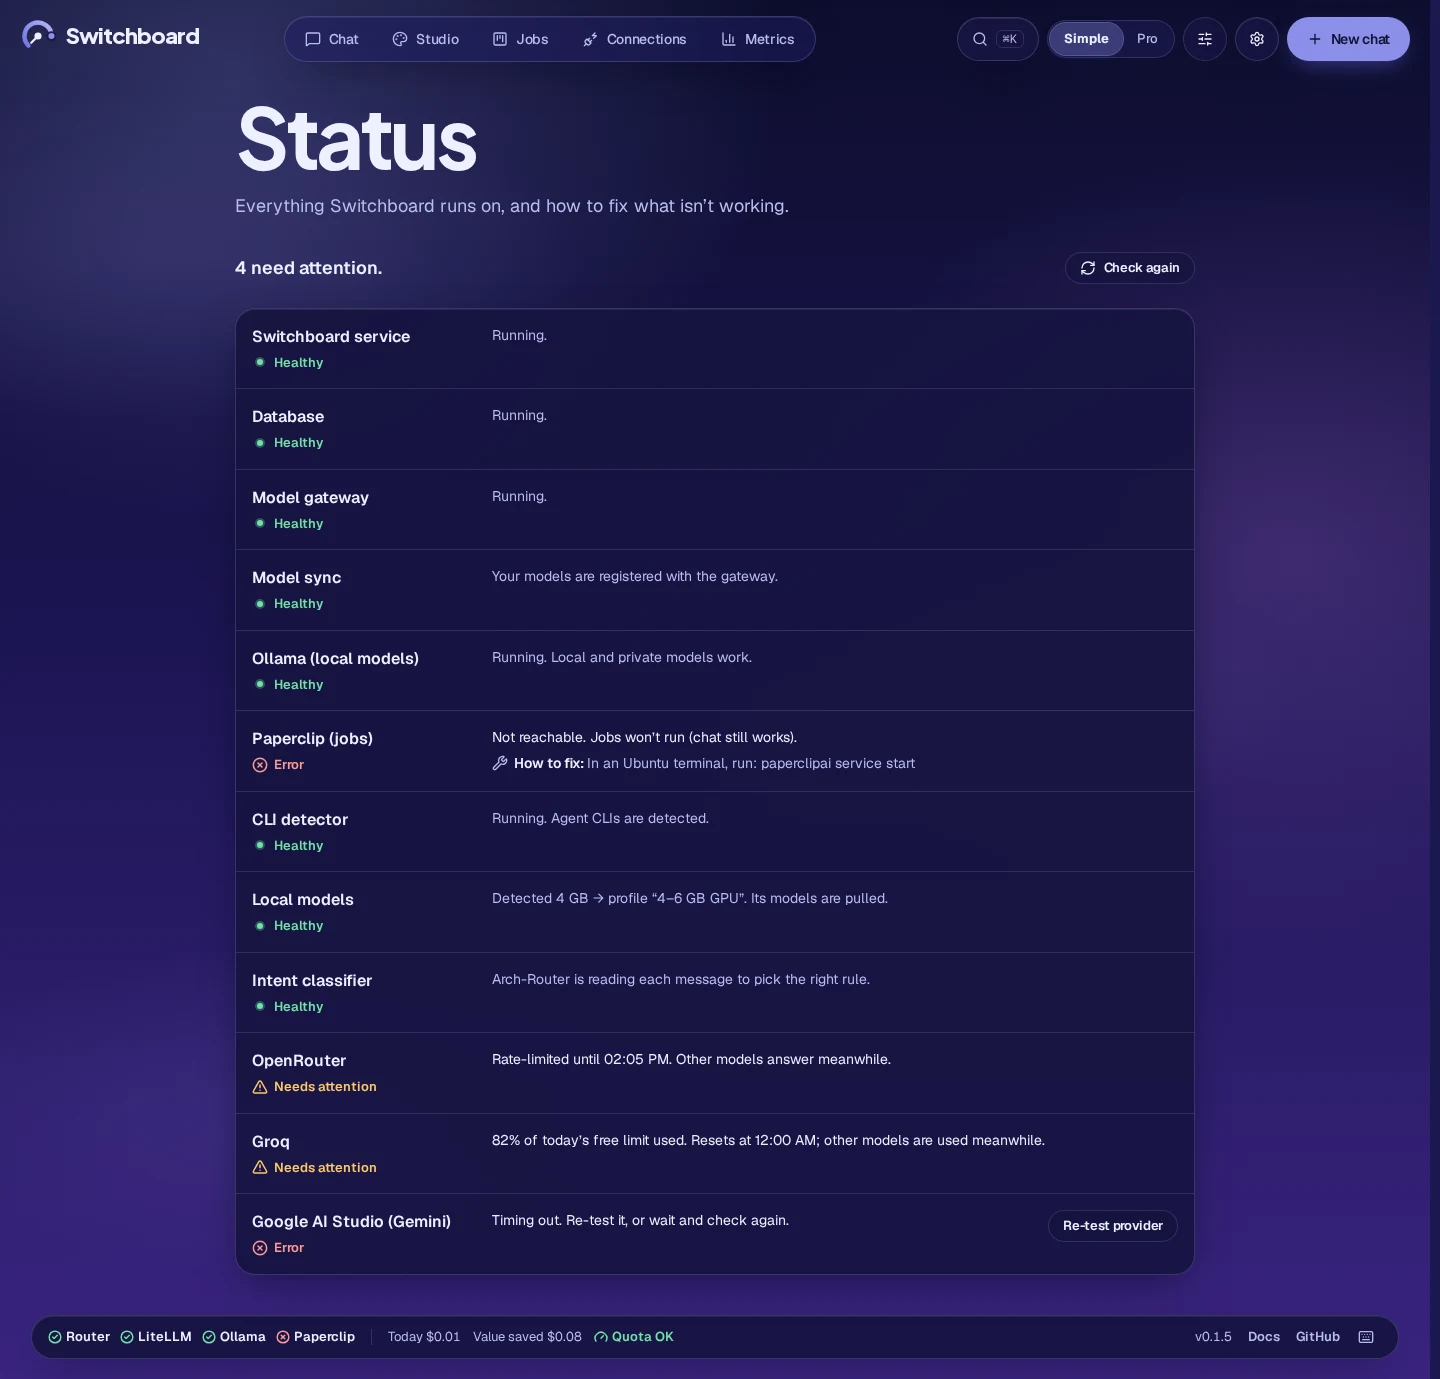 Switchboard
Chat
Studio
Jobs
Connections
Metrics
⌘K
Simple
Pro
New chat
Status
Everything Switchboard runs on, and how to fix what isn’t working.
4 need attention.
Check again
Switchboard service
Running.
Healthy
Database
Running.
Healthy
Model gateway
Running.
Healthy
Model sync
Your models are registered with the gateway.
Healthy
Ollama (local models)
Running. Local and private models work.
Healthy
Paperclip (jobs)
Not reachable. Jobs won’t run (chat still works).
Error
How to fix: In an Ubuntu terminal, run: paperclipai service start
CLI detector
Running. Agent CLIs are detected.
Healthy
Local models
Detected 4 GB → profile “4–6 GB GPU”. Its models are pulled.
Healthy
Intent classifier
Arch-Router is reading each message to pick the right rule.
Healthy
OpenRouter
Rate-limited until 02:05 PM. Other models answer meanwhile.
Needs attention
Groq
82% of today’s free limit used. Resets at 12:00 AM; other models are used meanwhile.
Needs attention
Google AI Studio (Gemini)
Timing out. Re-test it, or wait and check again.
Re-test provider
Error
Router
LiteLLM
Ollama
Paperclip
Today $0.01
Value saved $0.08
Quota OK
v0.1.5
Docs
GitHub